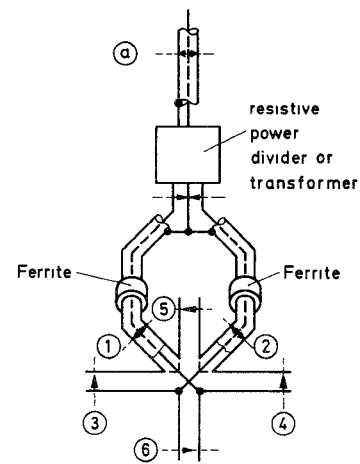 a
resistive
power
divider or
transformer
Ferrite
Ferrite
5
1
2
3
4
6